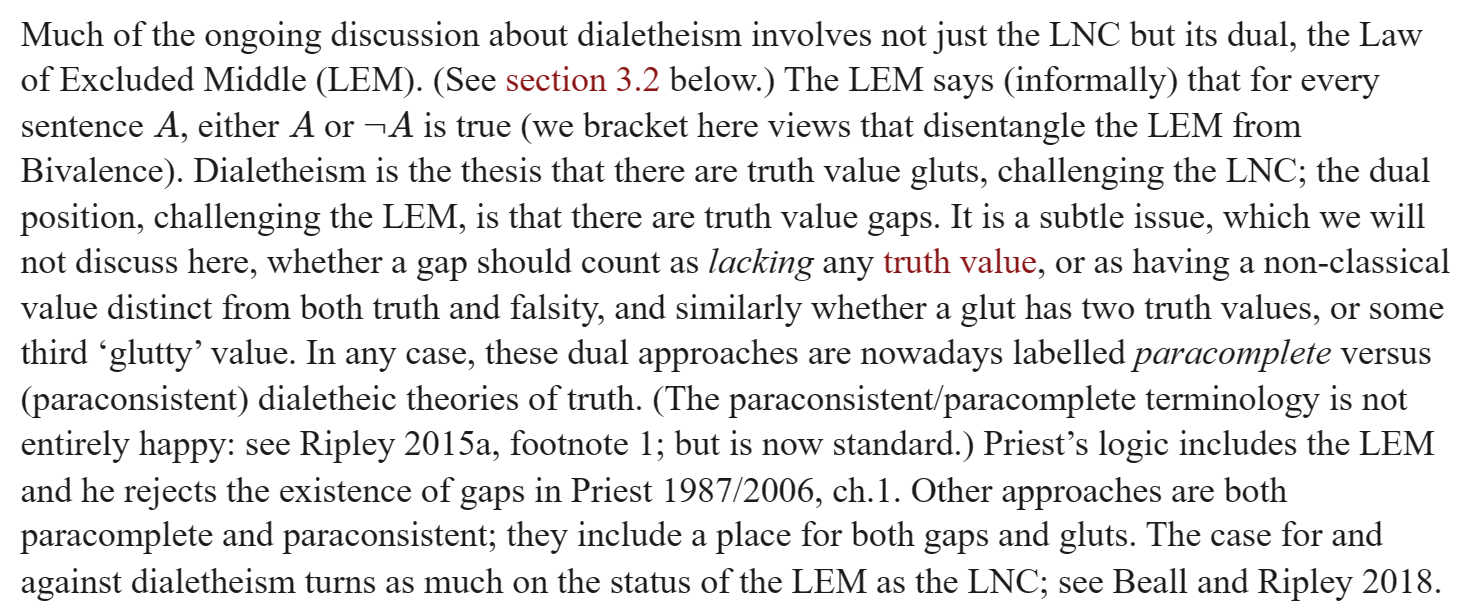 Much of the ongoing discussion about dialetheism involves not just the LNC but its dual, the Law
of Excluded Middle (LEM). (See section 3.2 below.) The LEM says (informally) that for every
sentence A, either A or ¬A is true (we bracket here views that disentangle the LEM from
Bivalence). Dialetheism is the thesis that there are truth value gluts, challenging the LNC; the dual
position, challenging the LEM, is that there are truth value gaps. It is a subtle issue, which we will
not discuss here, whether a gap should count as lacking any truth value, or as having a non-classical
value distinct from both truth and falsity, and similarly whether a glut has two truth values, or some
third ‘glutty’ value. In any case, these dual approaches are nowadays labelled paracomplete versus
(paraconsistent) dialetheic theories of truth. (The paraconsistent/paracomplete terminology is not
entirely happy: see Ripley 2015a, footnote 1; but is now standard.) Priest’s logic includes the LEM
and he rejects the existence of gaps in Priest 1987/2006, ch.1. Other approaches are both
paracomplete and paraconsistent; they include a place for both gaps and gluts. The case for and
against dialetheism turns as much on the status of the LEM as the LNC; see Beall and Ripley 2018.